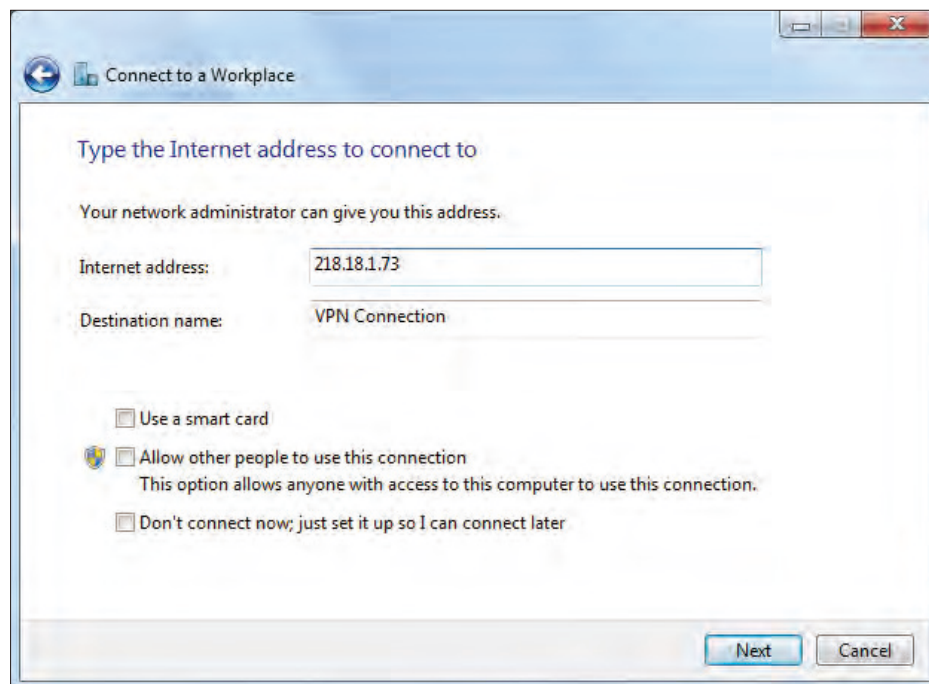 Connect to a Workplace
Type the Internet address to connect to
Your network administrator can give you this address.
Internet address: 218.18.1.73
Destination name: VPN Connection
Use a smart card
Allow other people to use this connection
This option allows anyone with access to this computer to use this connection.
Don't connect now; just set it up so I can connect later
Next Cancel